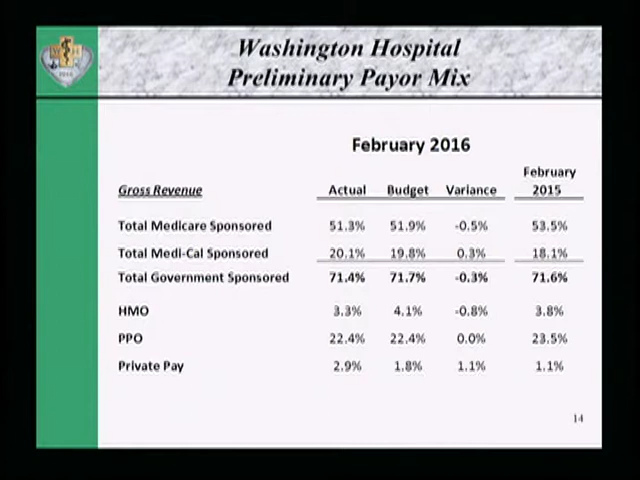 Washington Hospital
Preliminary Payor Mix
February 2016
February
Gross Revenue Actual Budget Variance 2015
Total Medicare Sponsored 51.3% 51.9% -0.5% 53.5%
Total Medi-Cal Sponsored 20.1% 19.8% 0.3% 18.1%
Total Government Sponsored 71.4% 71.7% -0.3% 71.6%
HMO 3.3% 4.1% -0.8% 3.8%
PPO 22.4% 22.4% 0.0% 23.5%
Private Pay 2.9% 1.8% 1.1% 1.1%
14